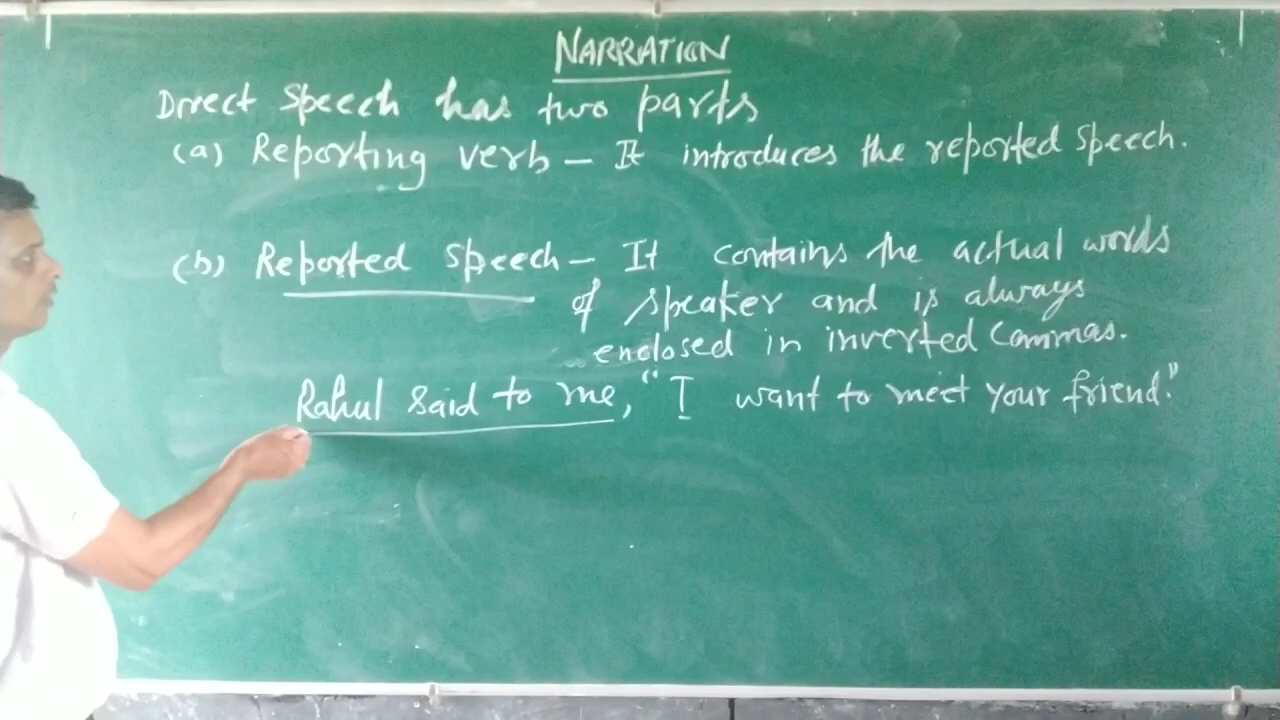 NARRATION
Direct Speech has two parts
(a) Reporting verb – It introduces the reported speech.
(b) Reported speech – It contains the actual words
of speaker and is always
enclosed in inverted commas.
Rahul said to me, "I want to meet your friend."